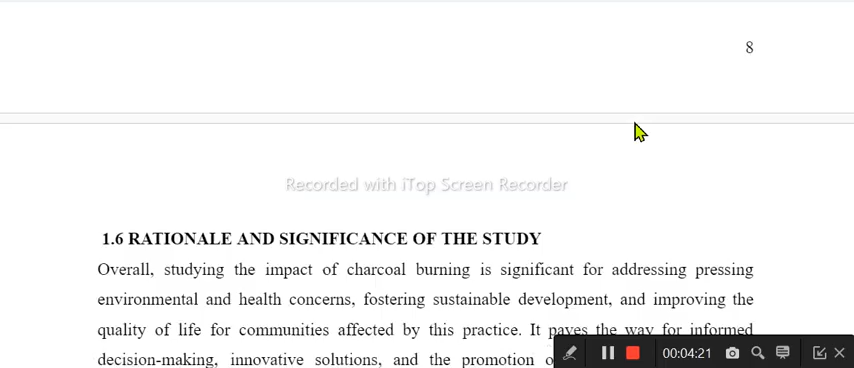 8
Recorded with iTop Screen Recorder
1.6 RATIONALE AND SIGNIFICANCE OF THE STUDY
Overall, studying the impact of charcoal burning is significant for addressing pressing
environmental and health concerns, fostering sustainable development, and improving the
quality of life for communities affected by this practice. It paves the way for informed
decision-making, innovative solutions, and the promotion
00:04:21